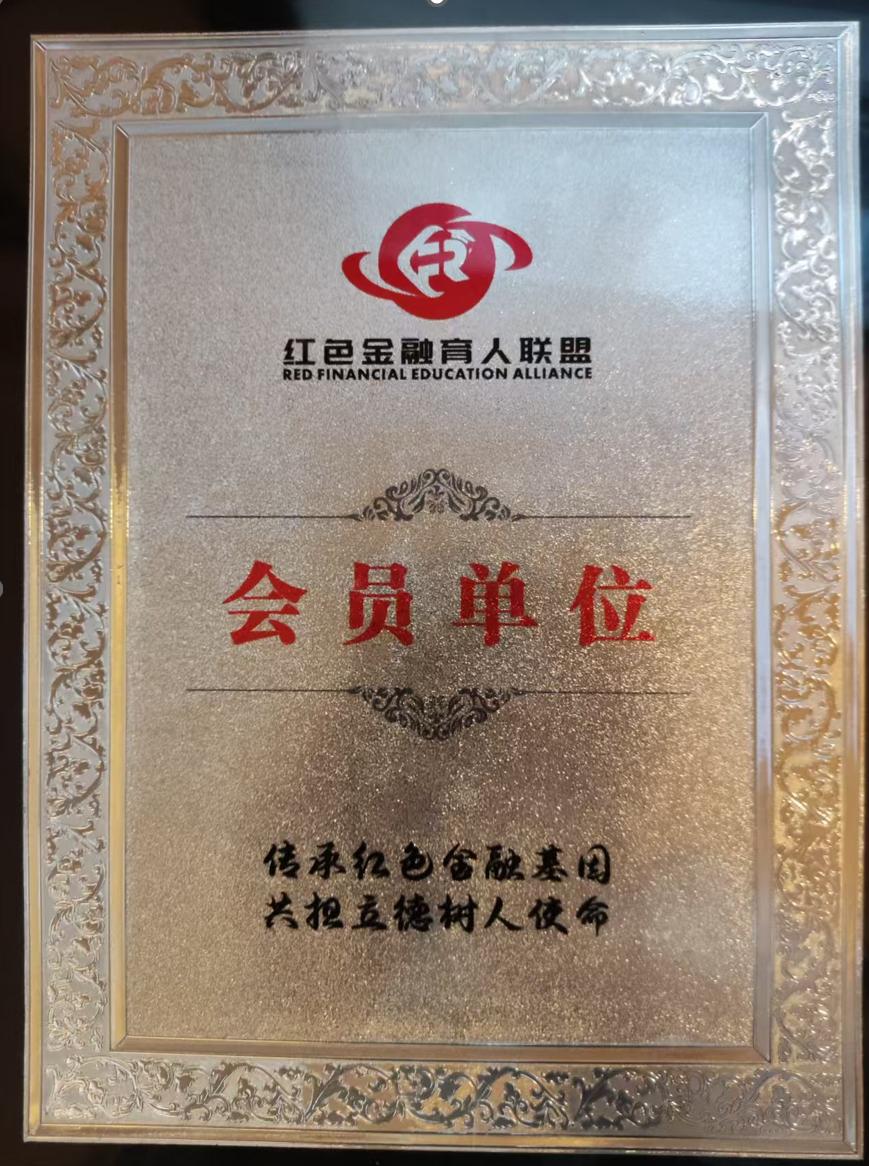 红色金融育人联盟
RED FINANCIAL EDUCATION ALLIANCE
会员单位
传承红色金融基因
共担立德树人使命